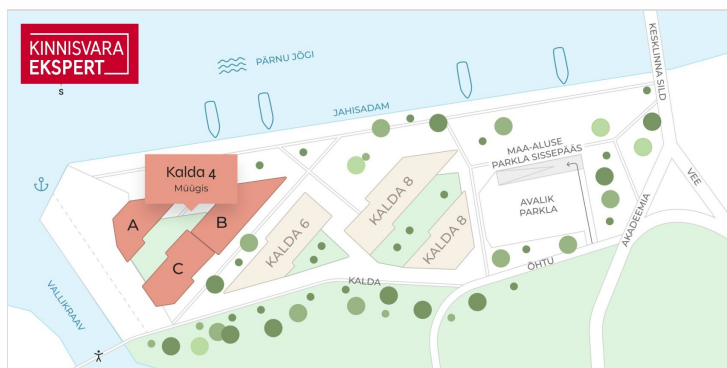 KINNISVARA
EKSPERT
S
PÄRNU JÕGI
JAHISADAM
KESKLINNA SILD
MAA-ALUSE
PARKLA SISSEPÄÄS
Kalda 4
Müügis
A
B
C
KALDA 6
KALDA 8
KALDA 8
AVALIK
PARKLA
AKADEEMIA
VEE
ÕHTU
KALDA
VALLIKRAAV